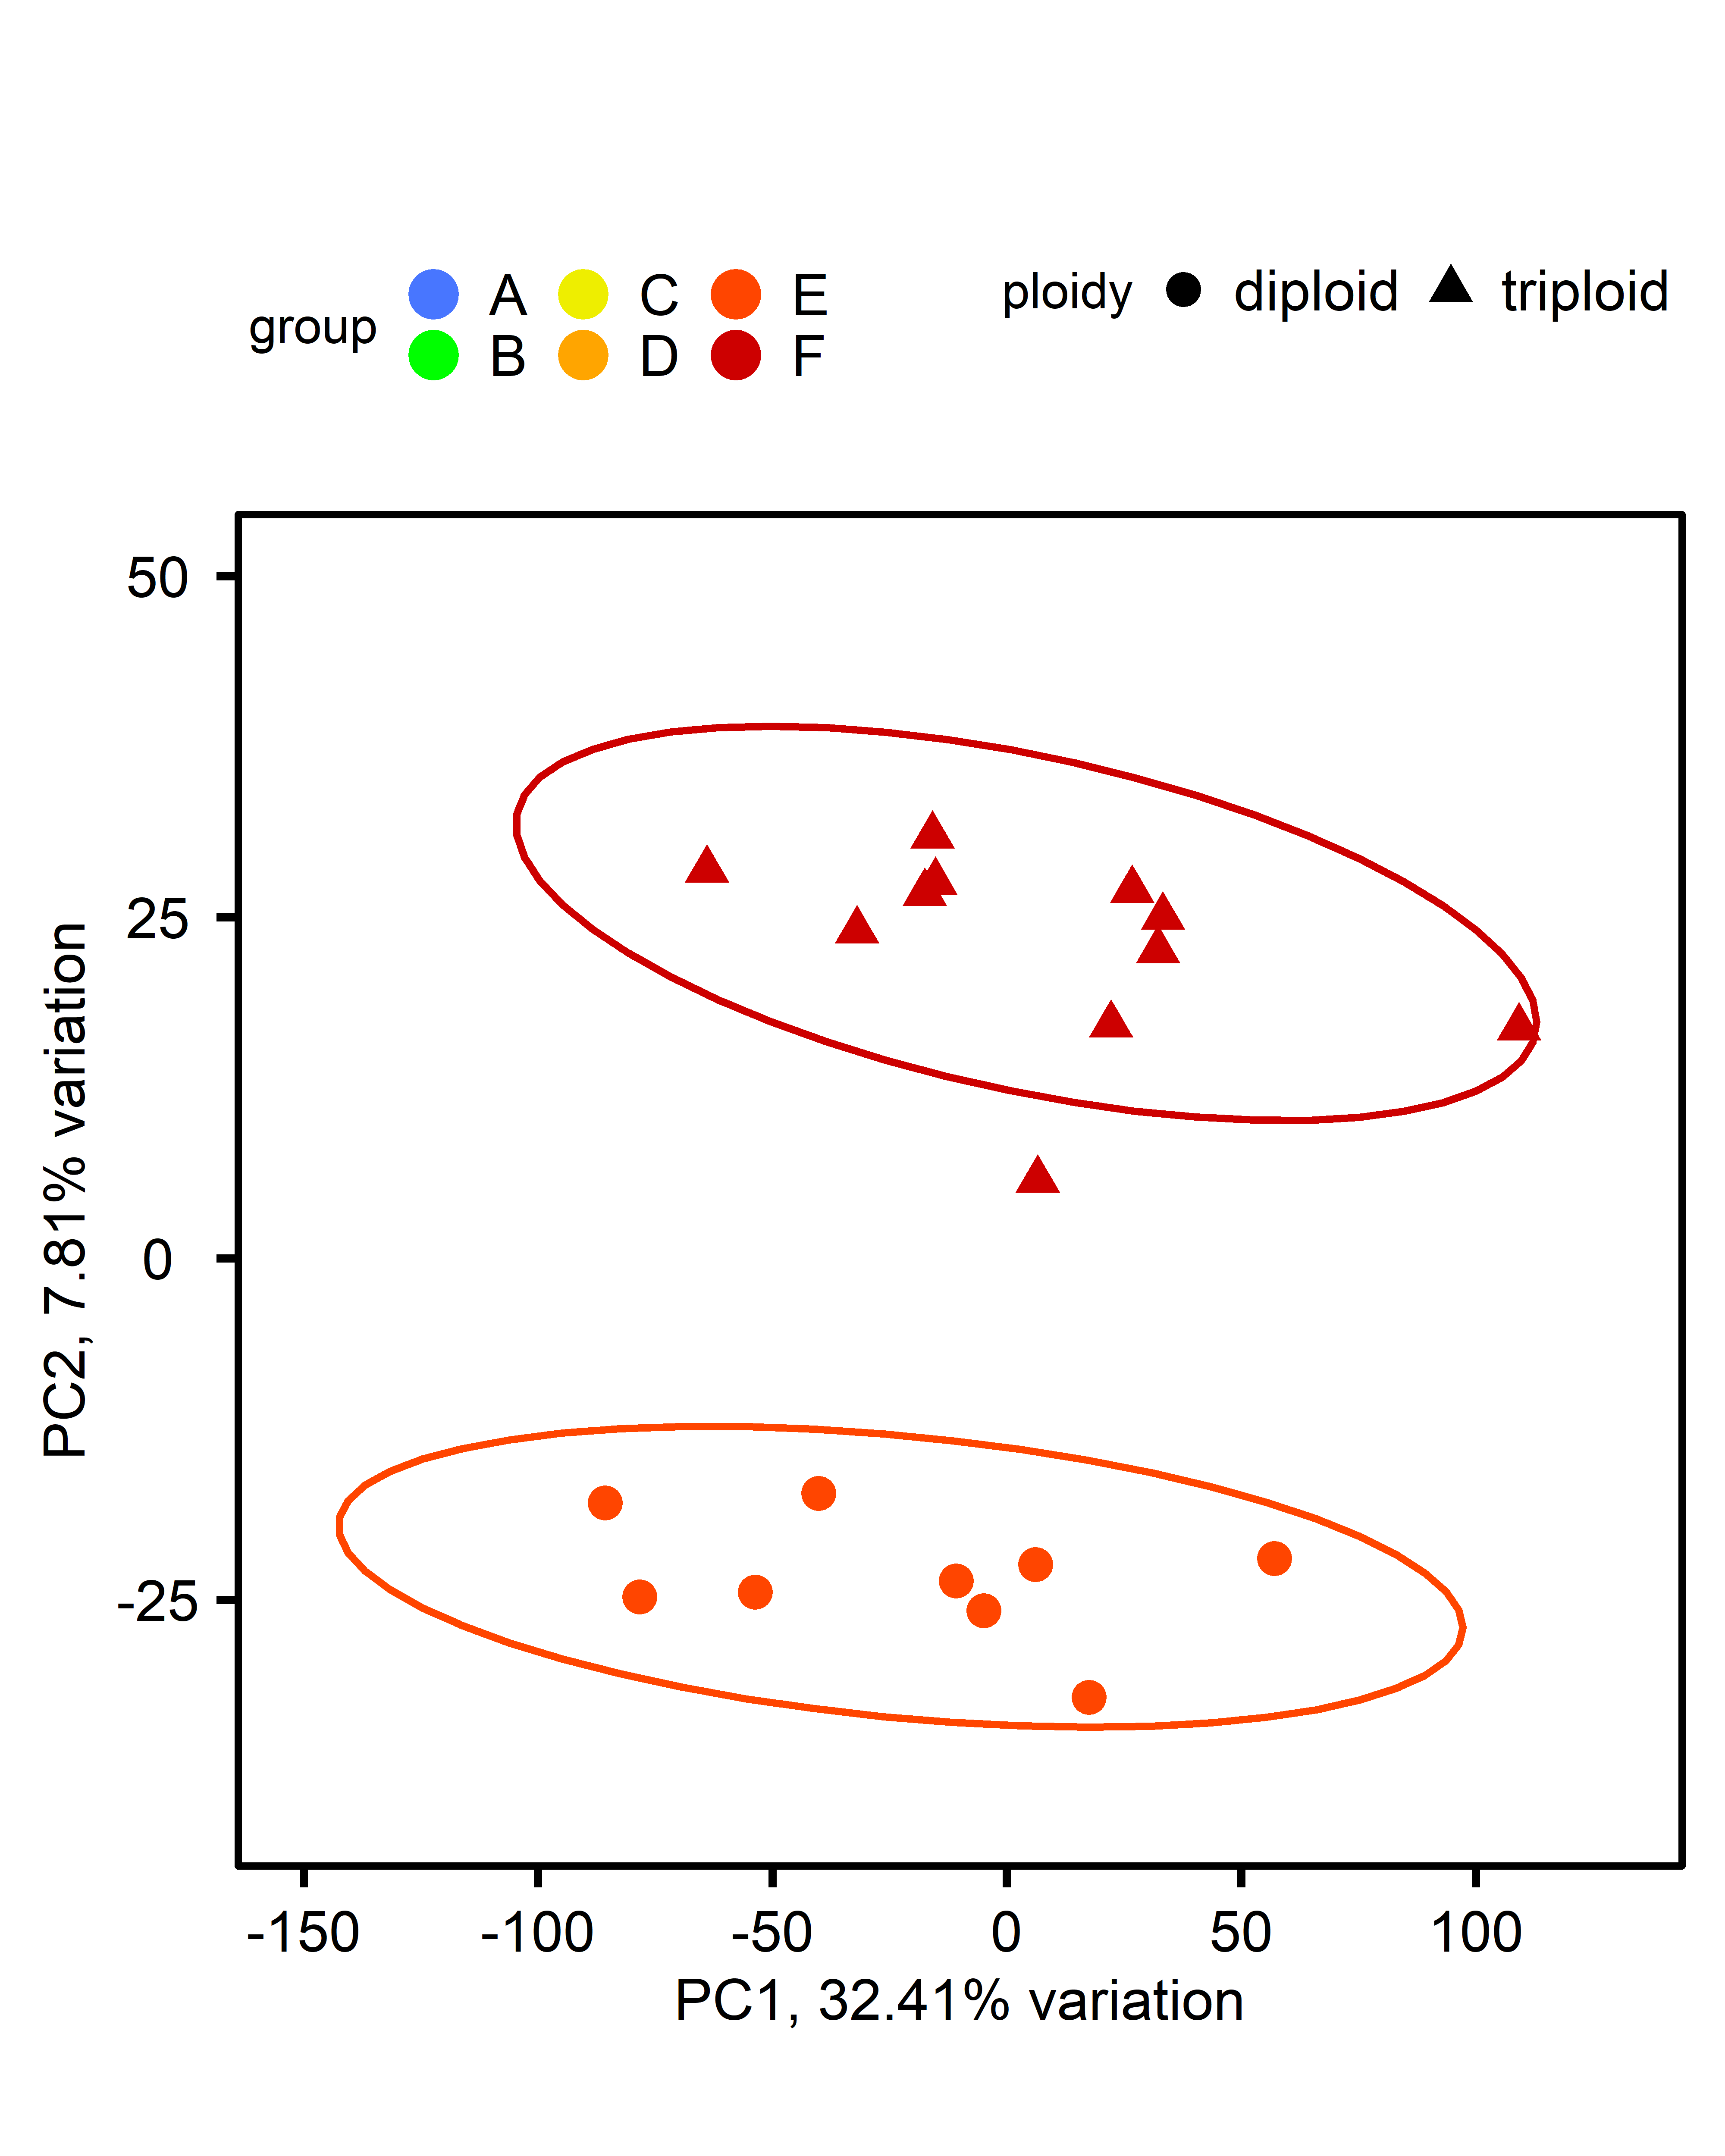 group
A
C
E
B
D
F
ploidy
diploid
triploid
PC2, 7.81% variation
50
25
0
-25
-150
-100
-50
0
50
100
PC1, 32.41% variation